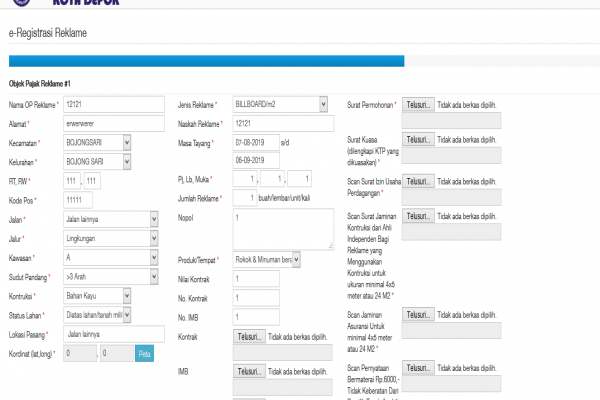 KOTA DEPOK
e-Registrasi Reklame
Objek Pajak Reklame #1
Nama OP Reklame * 12121
Alamat * erwerwerer
Kecamatan * BOJONGSARI
Kelurahan * BOJONG SARI
RT, RW * 111 , 111
Kode Pos * 11111
Jalan * Jalan lainnya
Jalur * Lingkungan
Kawasan * A
Sudut Pandang * >3 Arah
Kontruksi * Bahan Kayu
Status Lahan * Diatas lahan/tanah mili
Lokasi Pasang * Jalan lainnya
Kordinat (lat,long) * 0 , 0 Peta
Jenis Reklame * BILLBOARD/m2
Naskah Reklame * 12121
Masa Tayang * 07-08-2019 s/d
06-09-2019
Pj, Lb, Muka * 1 , 1 , 1
Jumlah Reklame * 1 buah/lembar/unit/kali
Nopol 1
Produk/Tempat * Rokok & Minuman bera
Nilai Kontrak 1
No. Kontrak 1
No. IMB 1
Kontrak Telusuri... Tidak ada berkas dipilih.
IMB Telusuri... Tidak ada berkas dipilih.
Surat Permohonan * Telusuri... Tidak ada berkas dipilih.
Surat Kuasa Telusuri... Tidak ada berkas dipilih.
(dilengkapi KTP yang
dikuasakan) *
Scan Surat Izin Usaha Telusuri... Tidak ada berkas dipilih.
Perdagangan *
Scan Surat Jaminan Telusuri... Tidak ada berkas dipilih.
Kontruksi dari Ahli
Independen Bagi
Reklame yang
Menggunakan
Kontruksi untuk
ukuran minimal 4x5
meter atau 24 M2 *
Scan Jaminan Telusuri... Tidak ada berkas dipilih.
Asuransi Untuk
minimal 4x5 meter
atau 24 M2 *
Scan Pernyataan Telusuri... Tidak ada berkas dipilih.
Bermaterai Rp.6000,-
Tidak Keberatan Dari